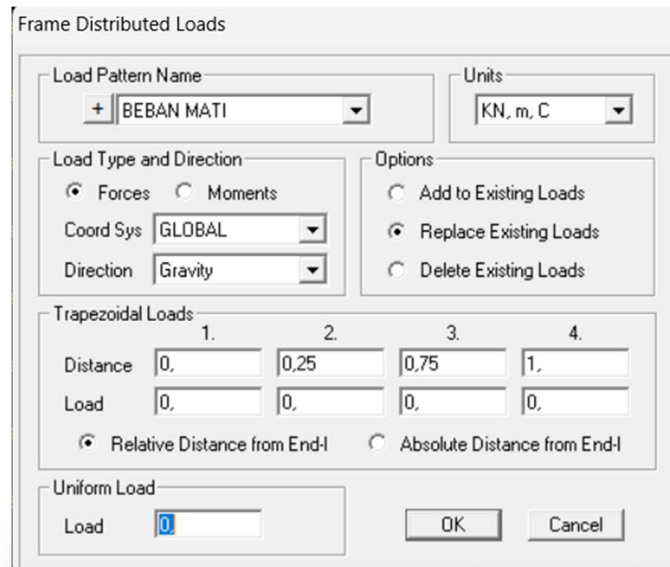 Frame Distributed Loads
Load Pattern Name
+ BEBAN MATI
Units
KN, m, C
Load Type and Direction
Forces Moments
Coord Sys GLOBAL
Direction Gravity
Options
Add to Existing Loads
Replace Existing Loads
Delete Existing Loads
Trapezoidal Loads
1. 2. 3. 4.
Distance 0, 0,25 0,75 1,
Load 0, 0, 0, 0,
Relative Distance from End-I Absolute Distance from End-I
Uniform Load
Load 0,
OK Cancel